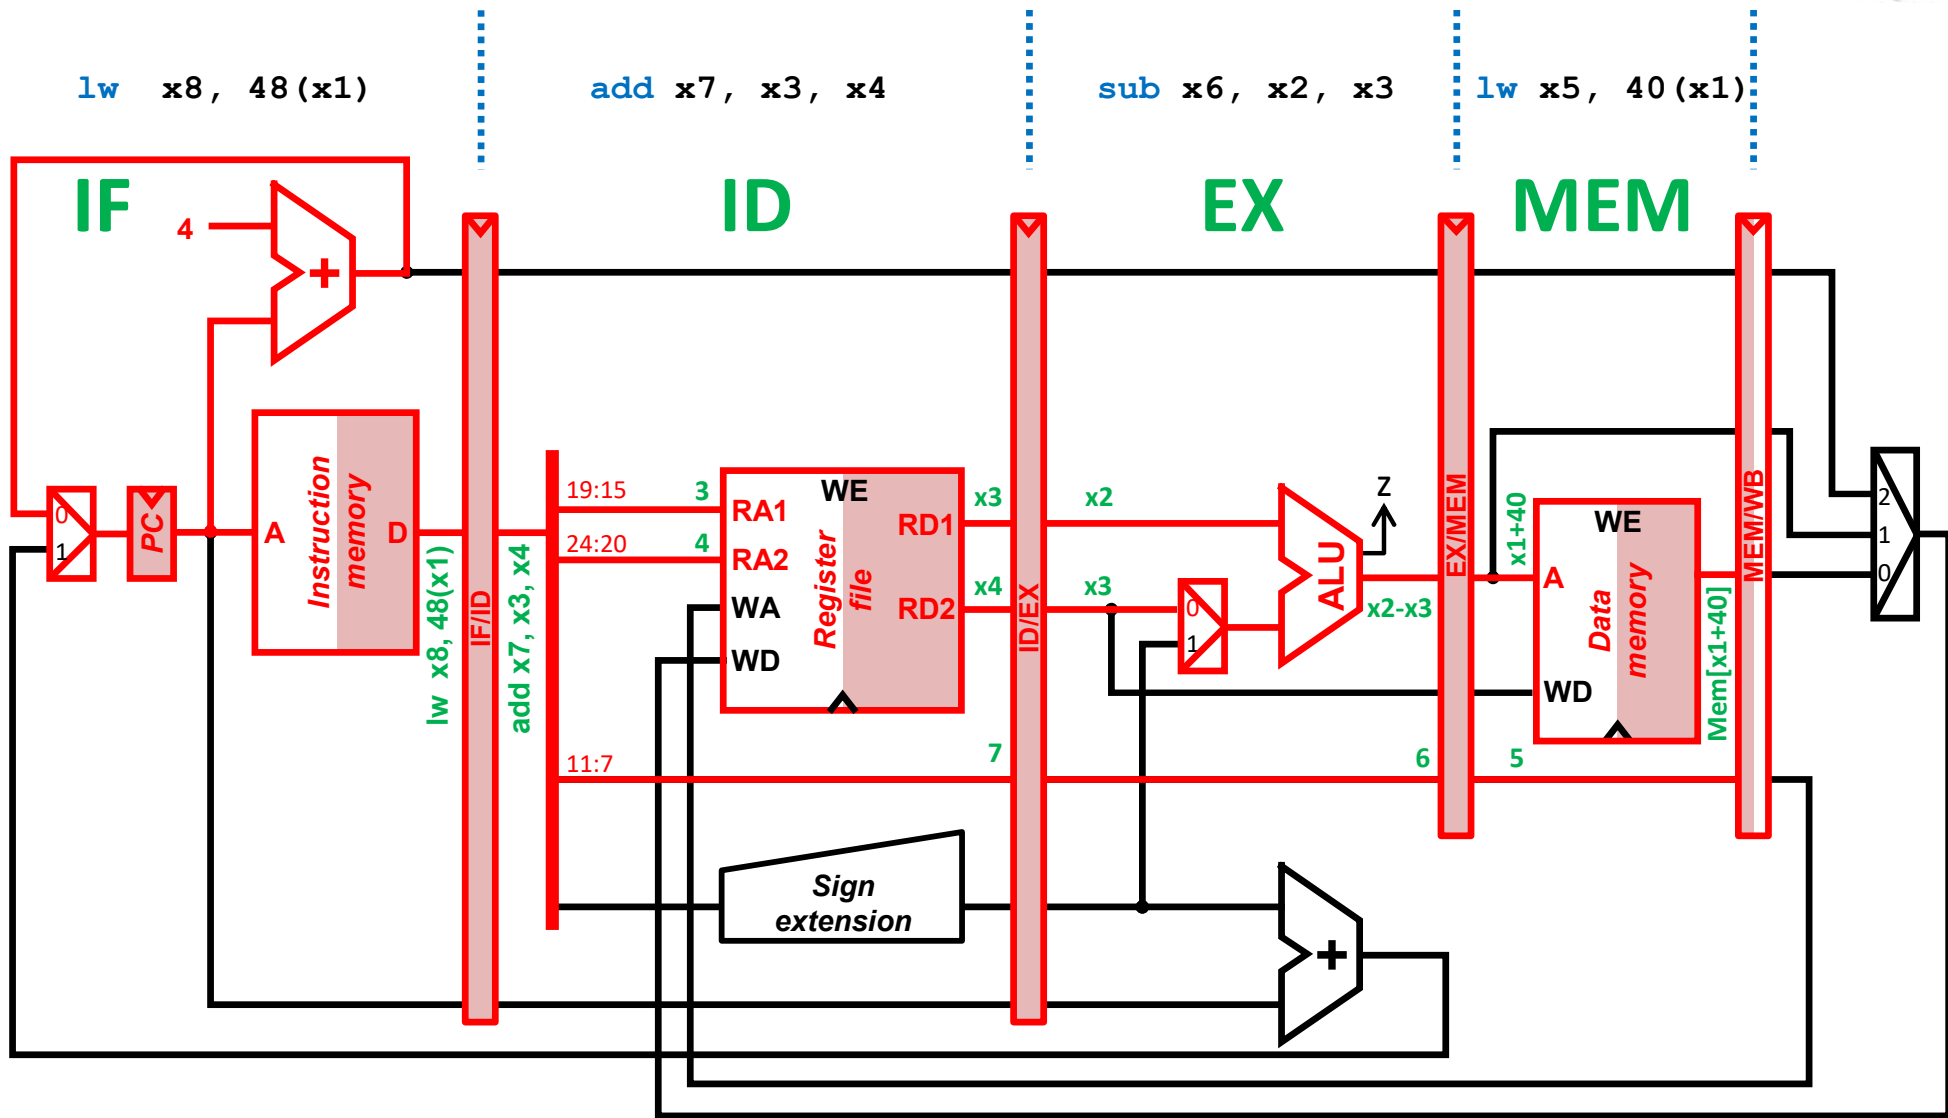 lw x8, 48(x1)
add x7, x3, x4
sub x6, x2, x3
lw x5, 40(x1)
IF
ID
EX
MEM
4
+
0
1
PC
A
Instruction
memory
D
lw x8, 48(x1)
IF/ID
add x7, x3, x4
19:15
3
24:20
4
11:7
7
WE
RA1
RA2
WA
WD
Register
file
RD1
RD2
x3
x4
ID/EX
x2
x3
0
1
ALU
Z
x2-x3
6
EX/MEM
x1+40
5
WE
A
WD
Data
memory
Mem[x1+40]
MEM/WB
2
1
0
Sign
extension
+